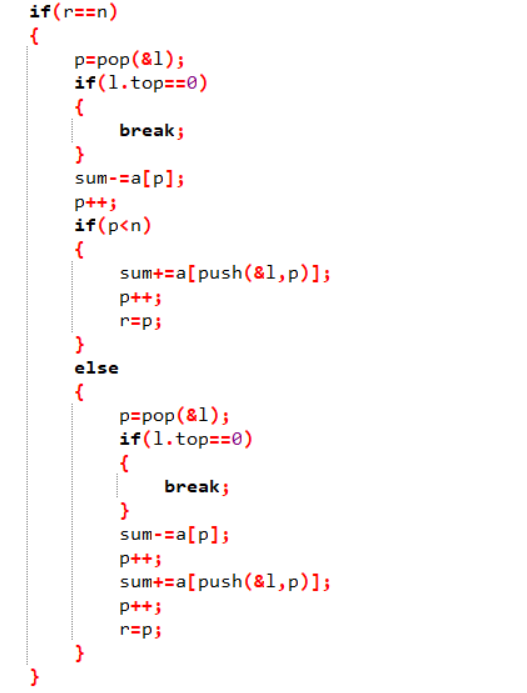 if(r==n)
{
p=pop(&l);
if(l.top==0)
{
break;
}
sum-=a[p];
p++;
if(p<n)
{
sum+=a[push(&l,p)];
p++;
r=p;
}
else
{
p=pop(&l);
if(l.top==0)
{
break;
}
sum-=a[p];
p++;
sum+=a[push(&l,p)];
p++;
r=p;
}
}